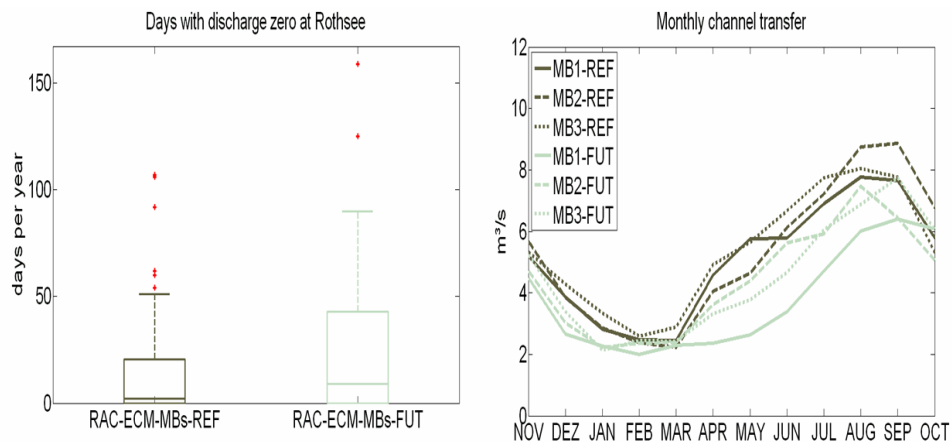 Days with discharge zero at Rothsee
days per year
150
100
50
0
RAC-ECM-MBs-REF
RAC-ECM-MBs-FUT
Monthly channel transfer
m³/s
12
10
8
6
4
2
0
MB1-REF
MB2-REF
MB3-REF
MB1-FUT
MB2-FUT
MB3-FUT
NOV DEZ JAN FEB MAR APR MAY JUN JUL AUG SEP OCT